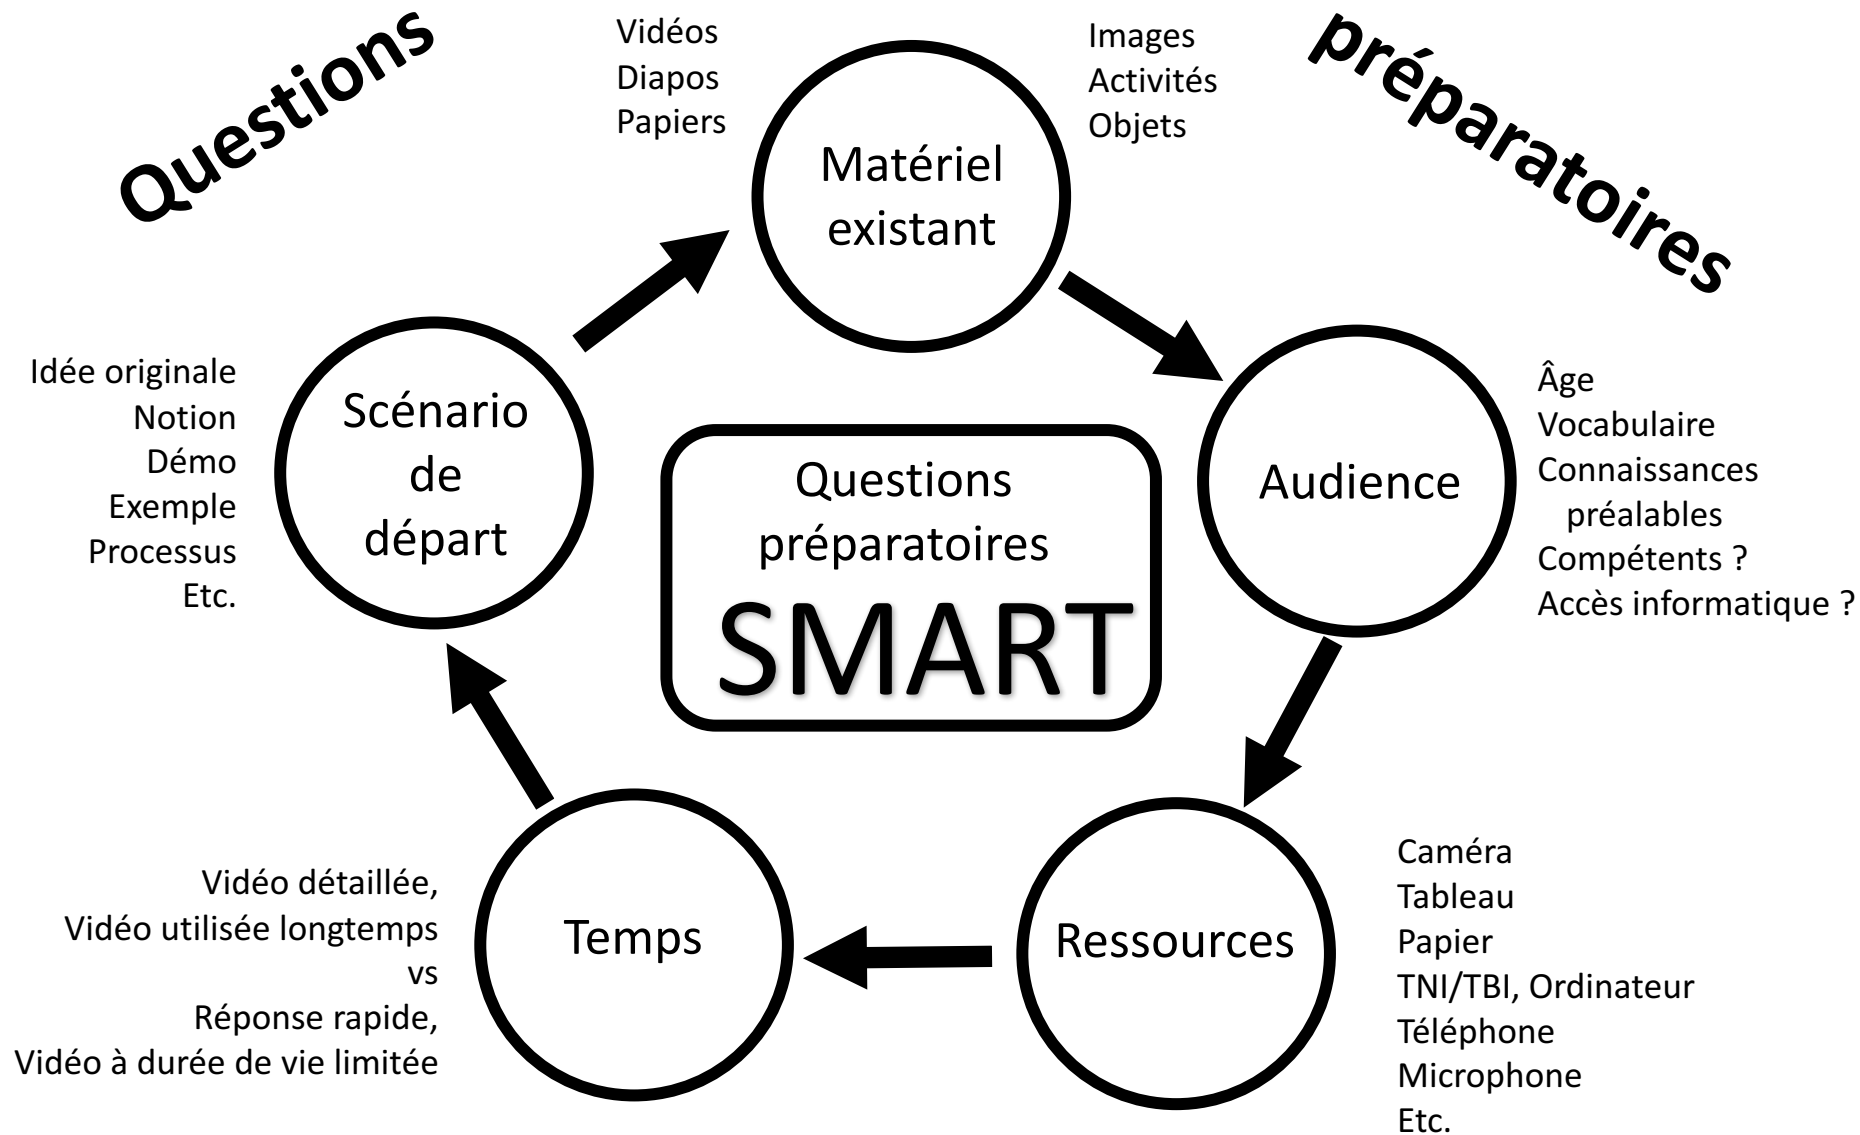 Questions
préparatoires
Vidéos
Diapos
Papiers
Images
Activités
Objets
Matériel
existant
Idée originale
Notion
Démo
Exemple
Processus
Etc.
Scénario
de
départ
Questions
préparatoires
SMART
Audience
Âge
Vocabulaire
Connaissances
préalables
Compétents ?
Accès informatique ?
Vidéo détaillée,
Vidéo utilisée longtemps
vs
Réponse rapide,
Vidéo à durée de vie limitée
Temps
Ressources
Caméra
Tableau
Papier
TNI/TBI, Ordinateur
Téléphone
Microphone
Etc.